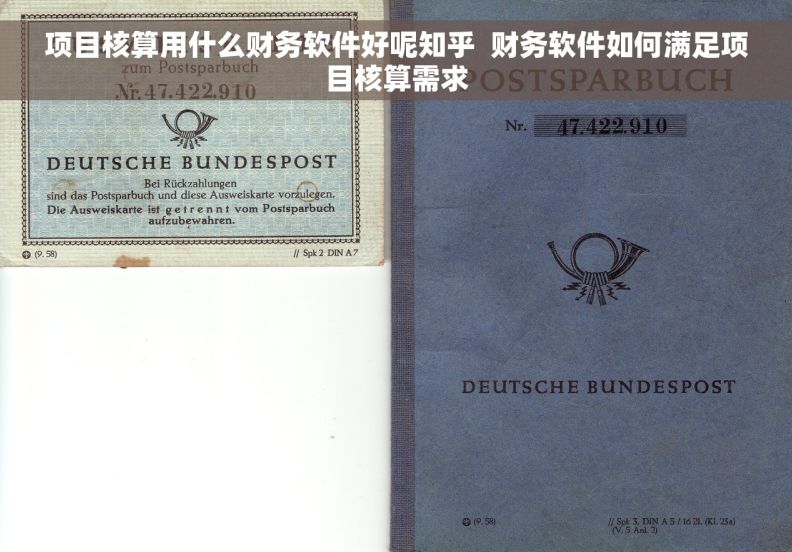 项目核算用什么财务软件好呢知乎 财务软件如何满足项
目核算需求
zum Postsparbuch
Nr. 47.422.910
DEUTSCHE BUNDESPOST
Bei Rückzahlungen
sind das Postsparbuch und diese Ausweiskarte vorzulegen.
Die Ausweiskarte ist getrennt vom Postsparbuch
aufzubewahren.
(9. 58)
// Spk 2 DIN A 7
POSTSPARBUCH
Nr. 47.422.910
DEUTSCHE BUNDESPOST
(9. 58)
// Spk 3, DIN A 5 / 16 Bl. (Kl. 23a)
(V. 5 Anl. 2)